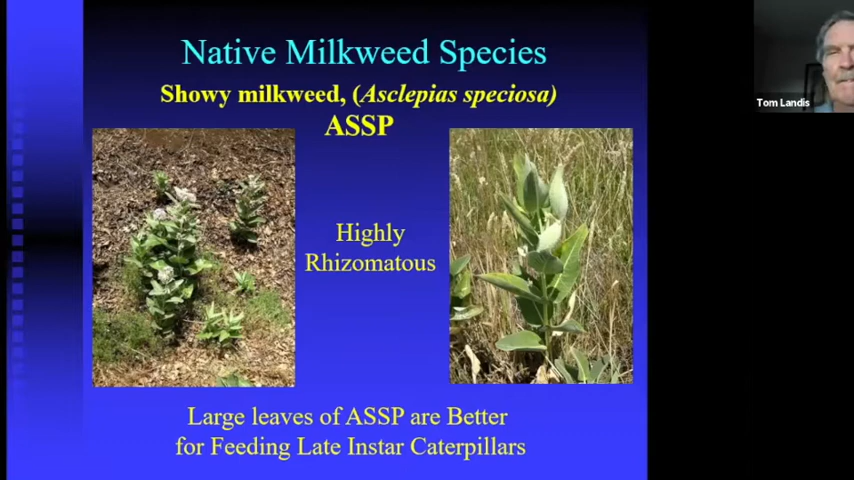 Native Milkweed Species
Showy milkweed, (Asclepias speciosa)
ASSP
Highly
Rhizomatous
Large leaves of ASSP are Better
for Feeding Late Instar Caterpillars
Tom Landis